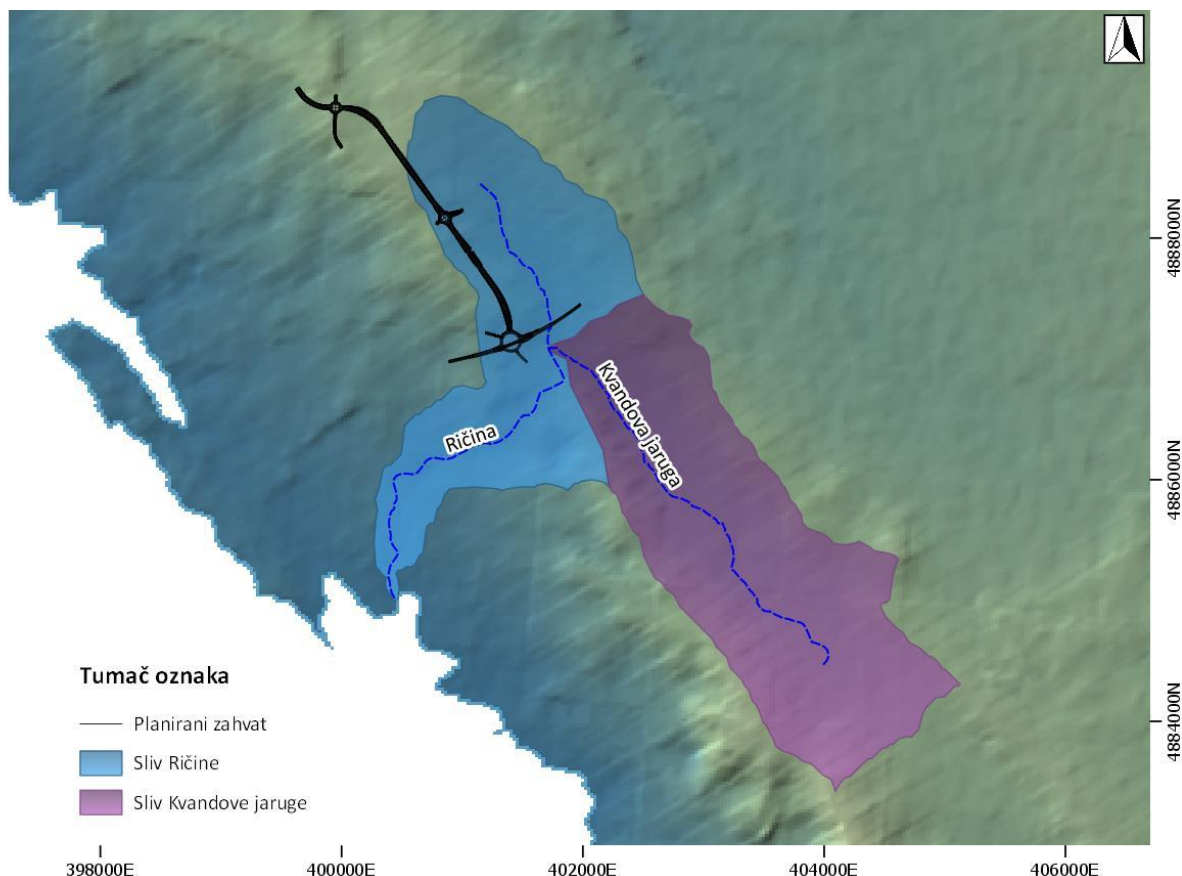 4888000N
Kvandova jaruga
Ričina
4886000N
Tumač oznaka
Planirani zahvat
Sliv Ričine
Sliv Kvandove jaruge
4884000N
398000E 400000E 402000E 404000E 406000E